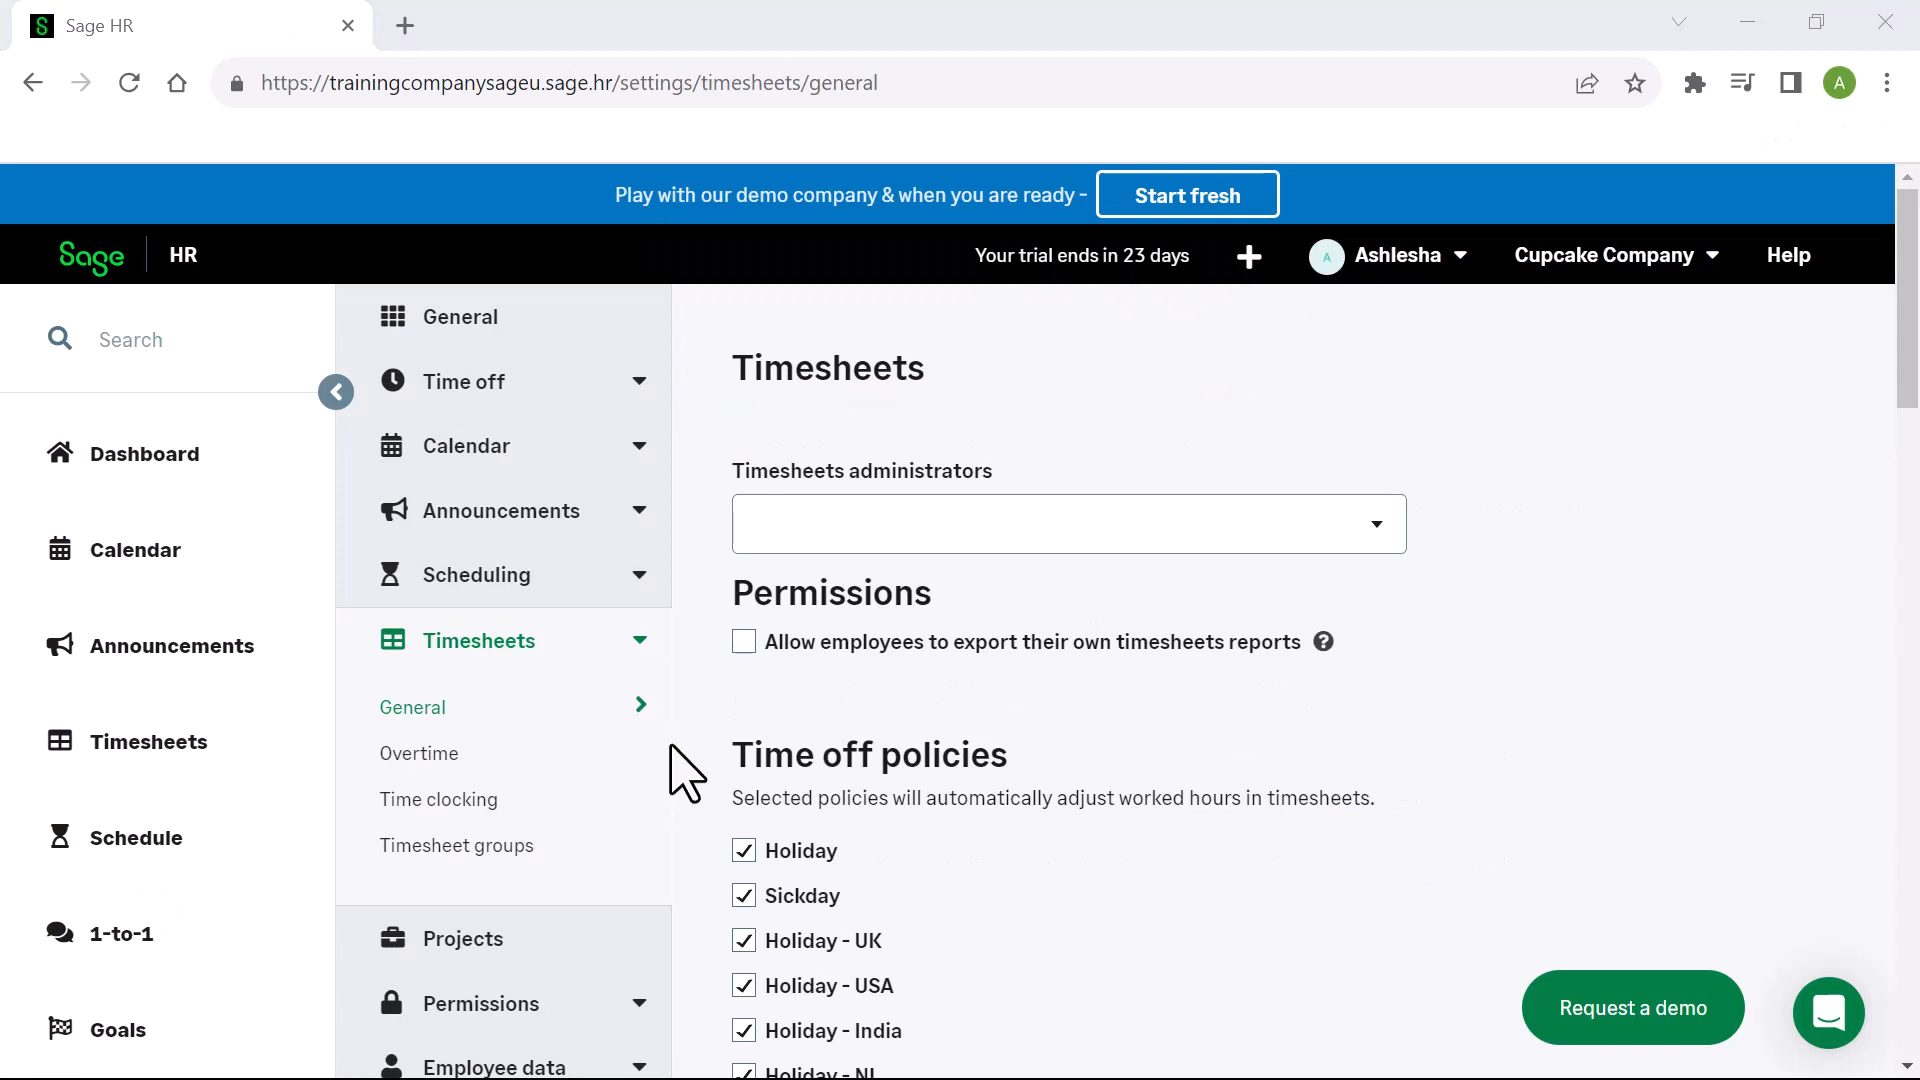 Sage HR
https://trainingcompanysageu.sage.hr/settings/timesheets/general
A
Play with our demo company & when you are ready -
Start fresh
Sage
HR
Your trial ends in 23 days
A
Ashlesha
Cupcake Company
Help
Search
Dashboard
Calendar
Announcements
Timesheets
Schedule
1-to-1
Goals
General
Time off
Calendar
Announcements
Scheduling
Timesheets
General
Overtime
Time clocking
Timesheet groups
Projects
Permissions
Employee data
Timesheets
Timesheets administrators
Permissions
Allow employees to export their own timesheets reports
Time off policies
Selected policies will automatically adjust worked hours in timesheets.
Holiday
Sickday
Holiday - UK
Holiday - USA
Holiday - India
Holiday - NL
Request a demo